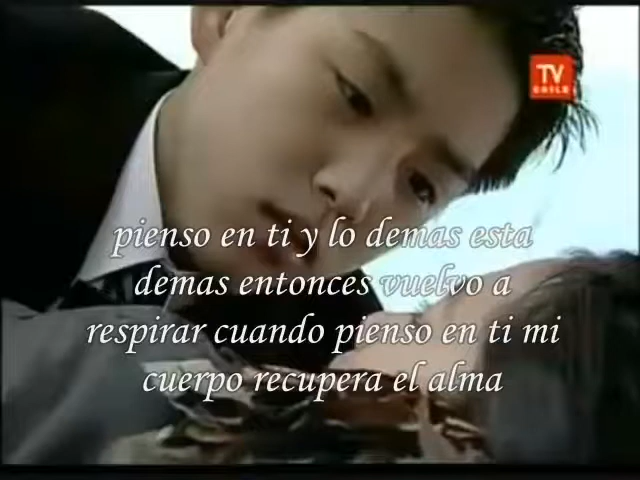 TV
CHILE
pienso en ti y lo demas esta
demas entonces vuelvo a
respirar cuando pienso en ti mi
cuerpo recupera el alma